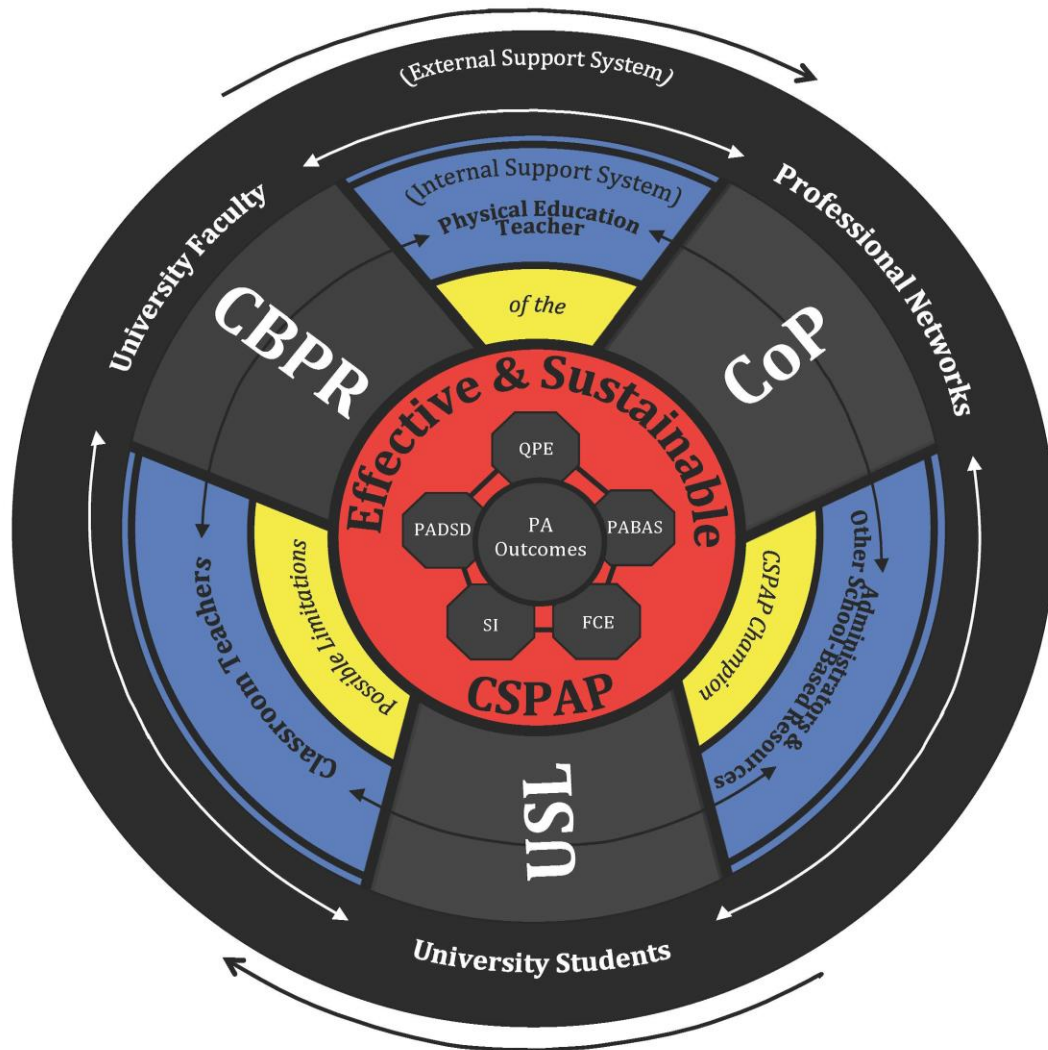 (External Support System)
University Faculty
Professional Networks
University Students
(Internal Support System)
Physical Education
Teacher
Classroom Teachers
Administrators &
Other School-Based Resources
CBPR
CoP
USL
Possible Limitations
of the
CSPAP Champion
Effective & Sustainable
CSPAP
QPE
PADSD
PABAS
SI
FCE
PA
Outcomes